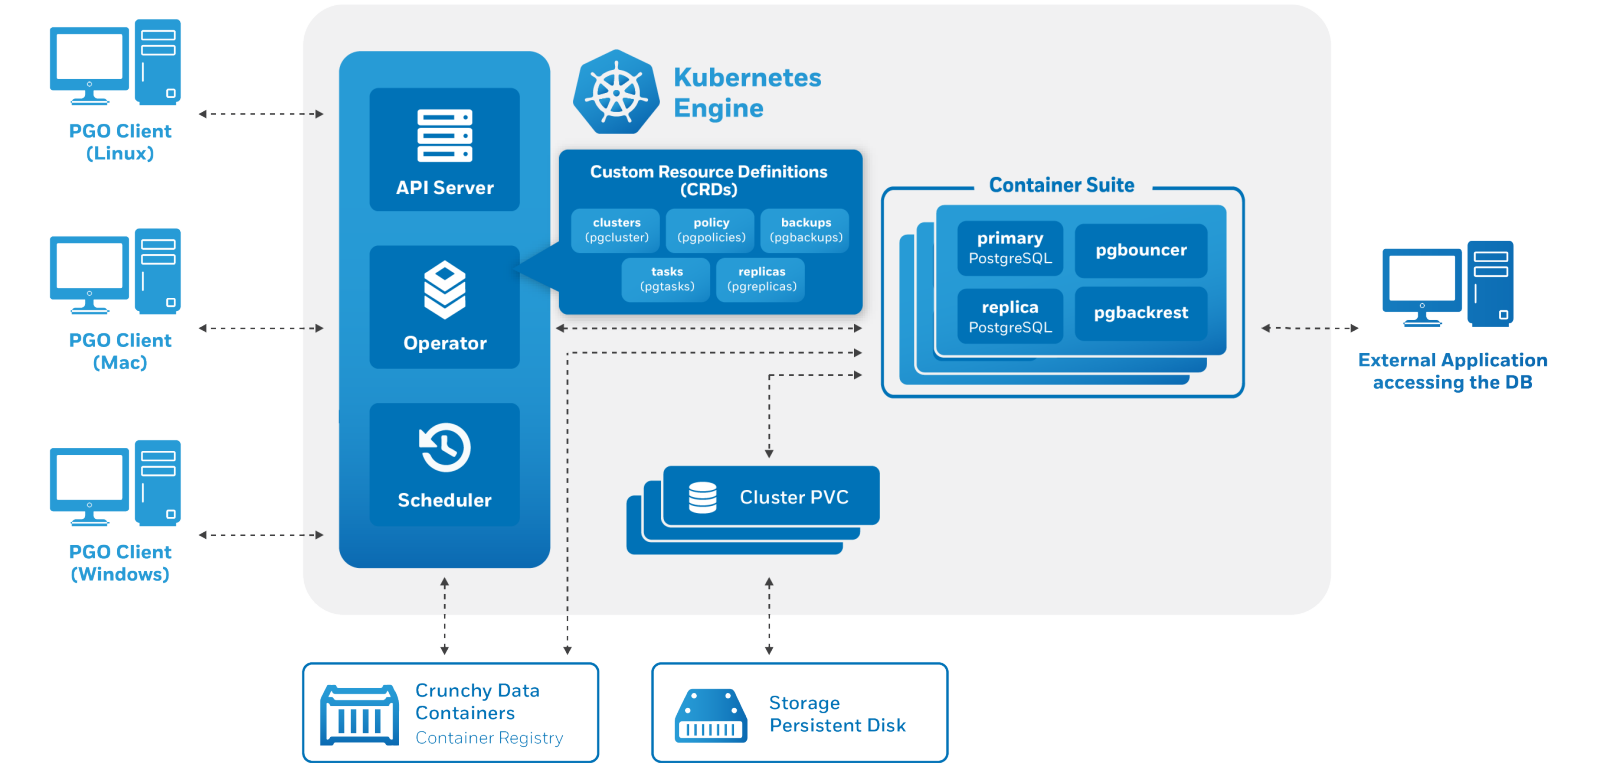 PGO Client
(Linux)
PGO Client
(Mac)
PGO Client
(Windows)
API Server
Operator
Scheduler
Kubernetes
Engine
Custom Resource Definitions
(CRDs)
clusters
(pgcluster)
policy
(pgpolicies)
backups
(pgbackups)
tasks
(pgtasks)
replicas
(pgreplicas)
Container Suite
primary
PostgreSQL
pgbouncer
replica
PostgreSQL
pgbackrest
External Application
accessing the DB
Cluster PVC
Crunchy Data
Containers
Container Registry
Storage
Persistent Disk